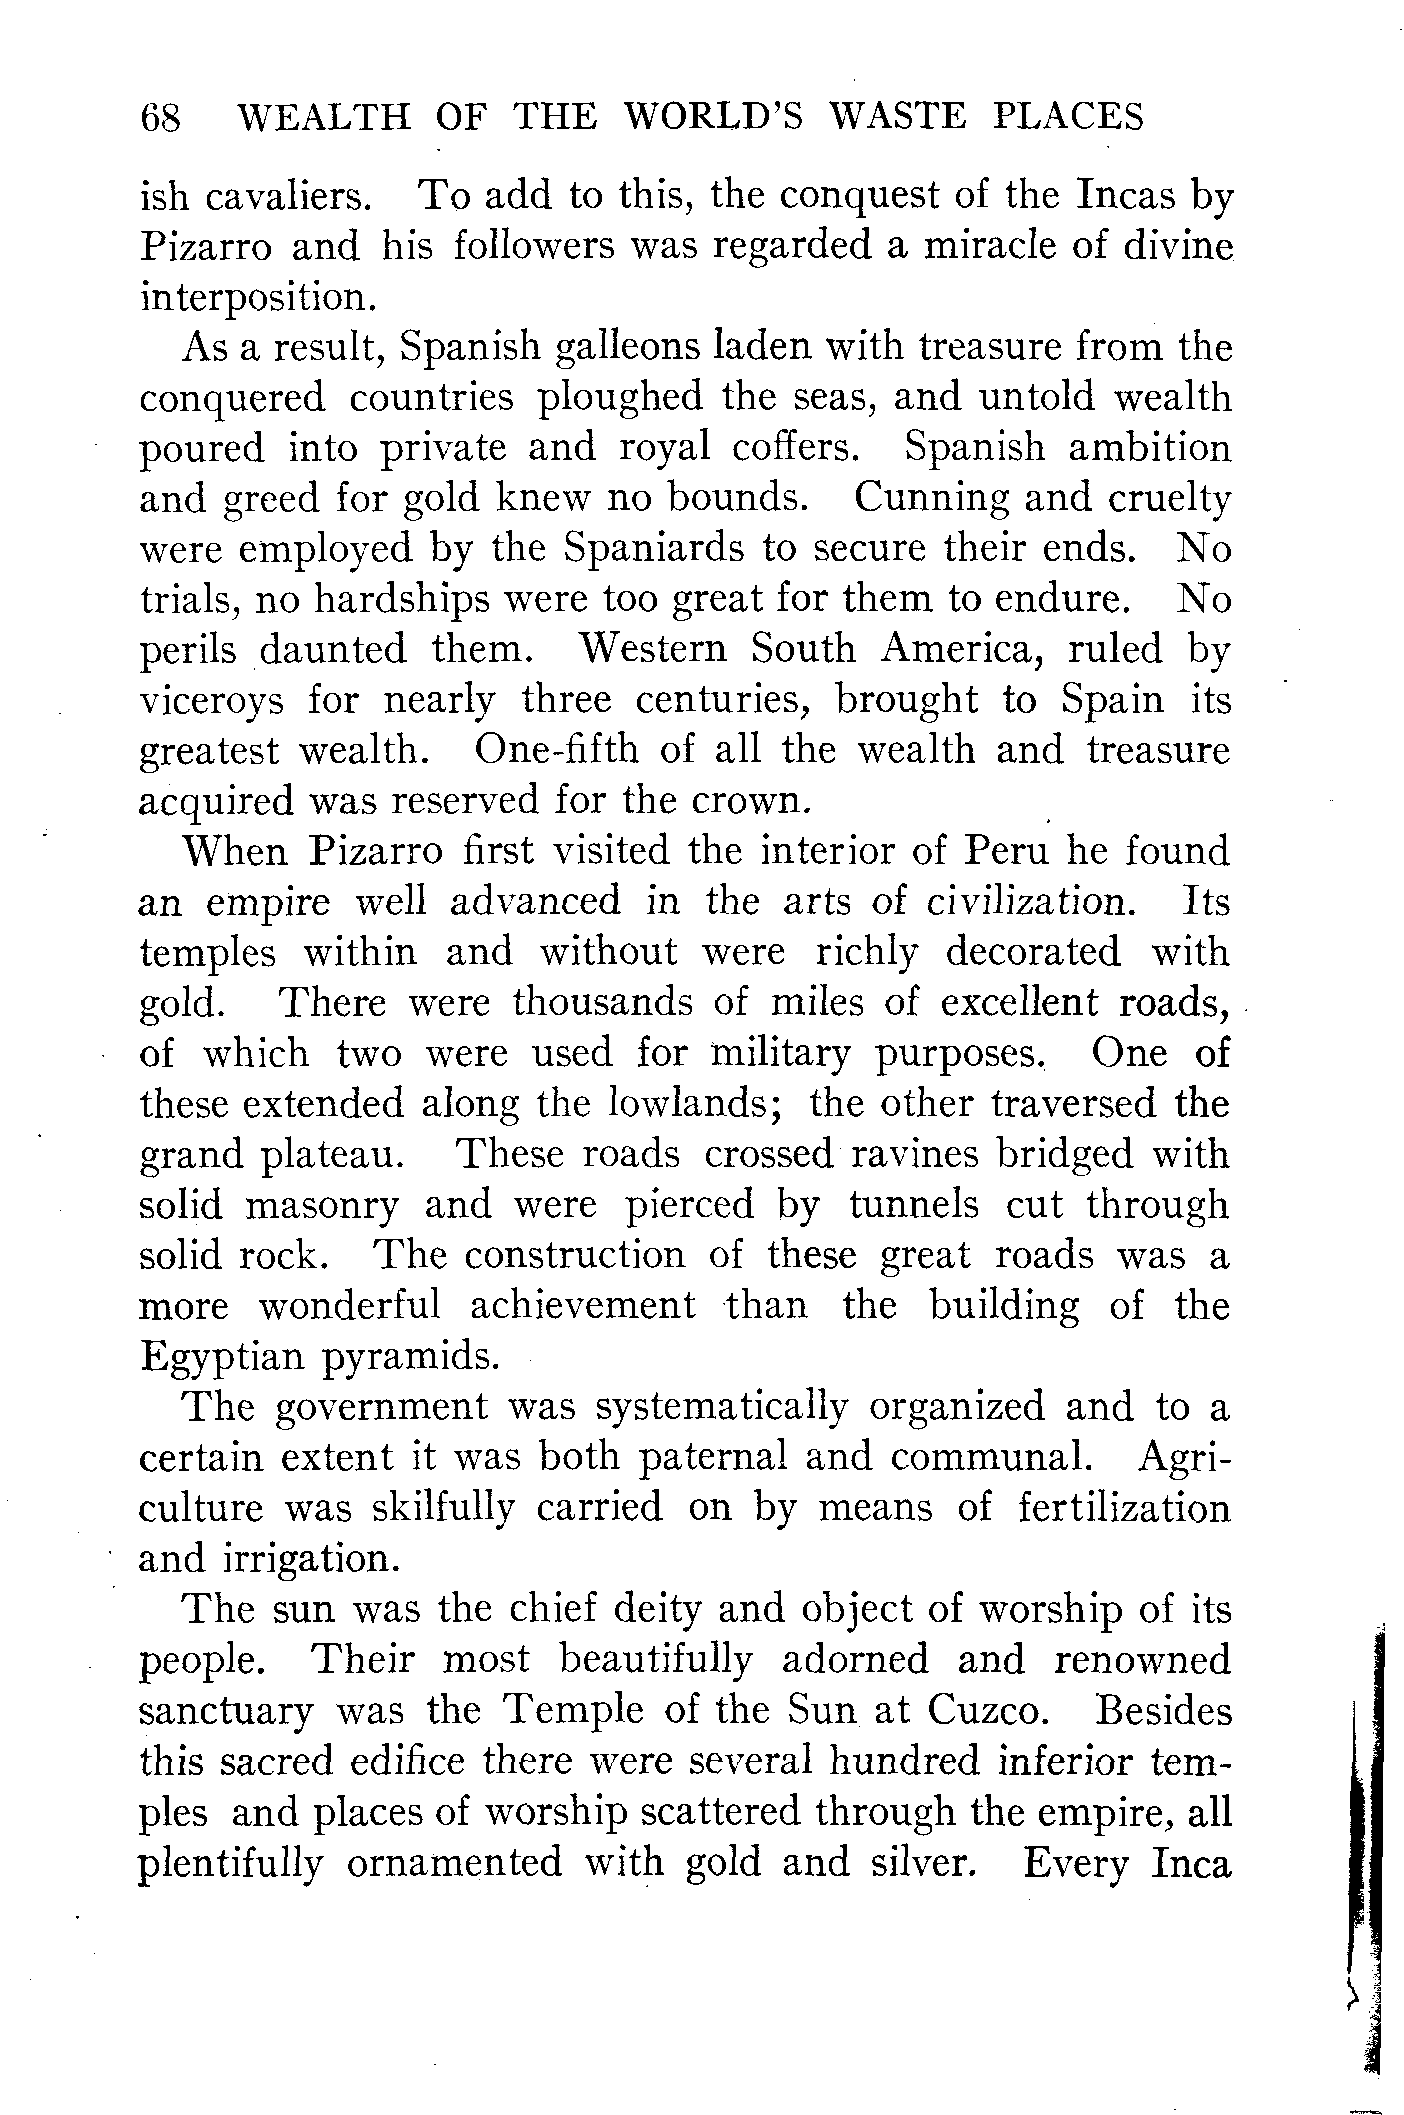 68 WEALTH OF THE WORLD'S WASTE PLACES
ish cavaliers. To add to this, the conquest of the Incas by
Pizarro and his followers was regarded a miracle of divine
interposition.
As a result, Spanish galleons laden with treasure from the
conquered countries ploughed the seas, and untold wealth
poured into private and royal coffers. Spanish ambition
and greed for gold knew no bounds. Cunning and cruelty
were employed by the Spaniards to secure their ends. No
trials, no hardships were too great for them to endure. No
perils daunted them. Western South America, ruled by
viceroys for nearly three centuries, brought to Spain its
greatest wealth. One-fifth of all the wealth and treasure
acquired was reserved for the crown.
When Pizarro first visited the interior of Peru he found
an empire well advanced in the arts of civilization. Its
temples within and without were richly decorated with
gold. There were thousands of miles of excellent roads,
of which two were used for military purposes. One of
these extended along the lowlands; the other traversed the
grand plateau. These roads crossed ravines bridged with
solid masonry and were pierced by tunnels cut through
solid rock. The construction of these great roads was a
more wonderful achievement than the building of the
Egyptian pyramids.
The government was systematically organized and to a
certain extent it was both paternal and communal. Agri-
culture was skilfully carried on by means of fertilization
and irrigation.
The sun was the chief deity and object of worship of its
people. Their most beautifully adorned and renowned
sanctuary was the Temple of the Sun at Cuzco. Besides
this sacred edifice there were several hundred inferior tem-
ples and places of worship scattered through the empire, all
plentifully ornamented with gold and silver. Every Inca